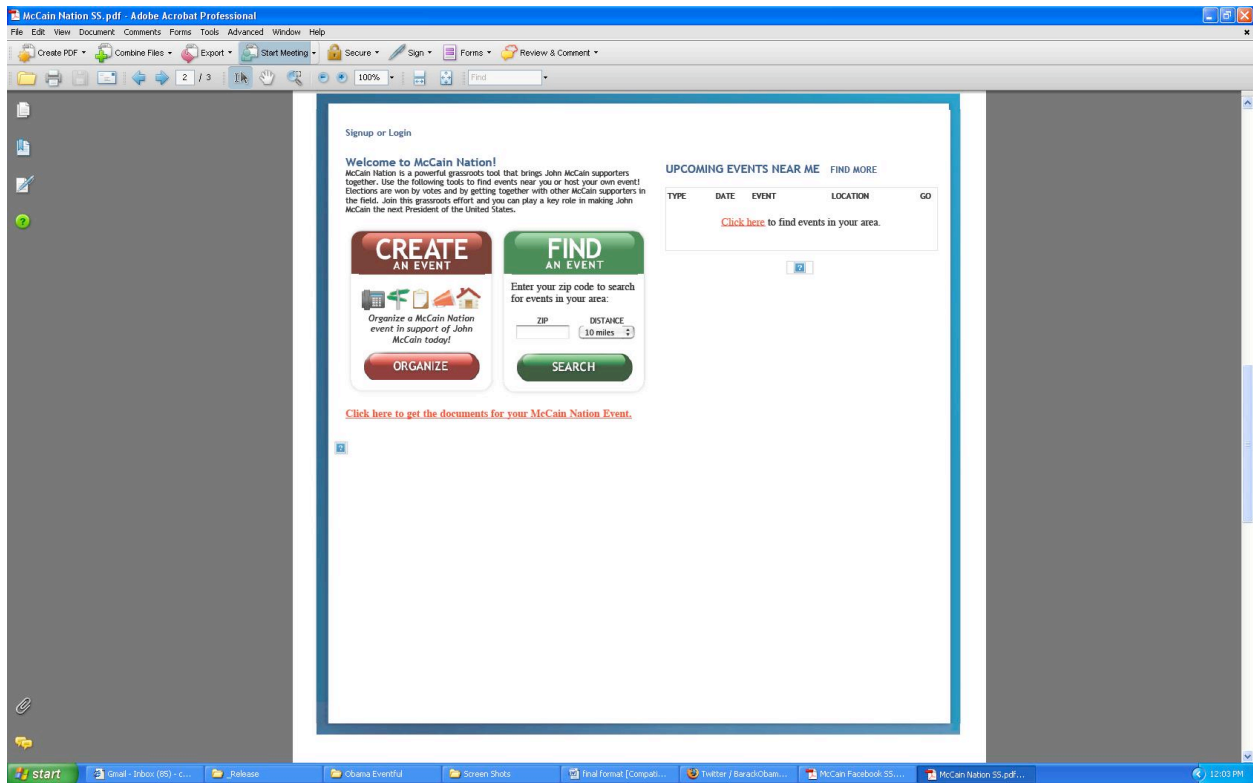 McCain Nation SS.pdf - Adobe Acrobat Professional
File Edit View Document Comments Forms Tools Advanced Window Help
Create PDF Combine Files Export Start Meeting Secure Sign Forms Review & Comment
2 / 3 100% Find
Signup or Login
Welcome to McCain Nation!
McCain Nation is a powerful grassroots tool that brings John McCain supporters
together. Use the following tools to find events near you or host your own event!
Elections are won by votes and by getting together with other McCain supporters in
the field. Join this grassroots effort and you can play a key role in making John
McCain the next President of the United States.
CREATE
AN EVENT
Organize a McCain Nation
event in support of John
McCain today!
ORGANIZE
FIND
AN EVENT
Enter your zip code to search
for events in your area:
ZIP DISTANCE
10 miles
SEARCH
Click here to get the documents for your McCain Nation Event.
UPCOMING EVENTS NEAR ME FIND MORE
TYPE DATE EVENT LOCATION GO
Click here to find events in your area.
start Gmail - Inbox (85) - c... _Release Obama Eventful Screen Shots final format [Compati... Twitter / BarackObam... McCain Facebook SS.... McCain Nation SS.pdf... 12:03 PM